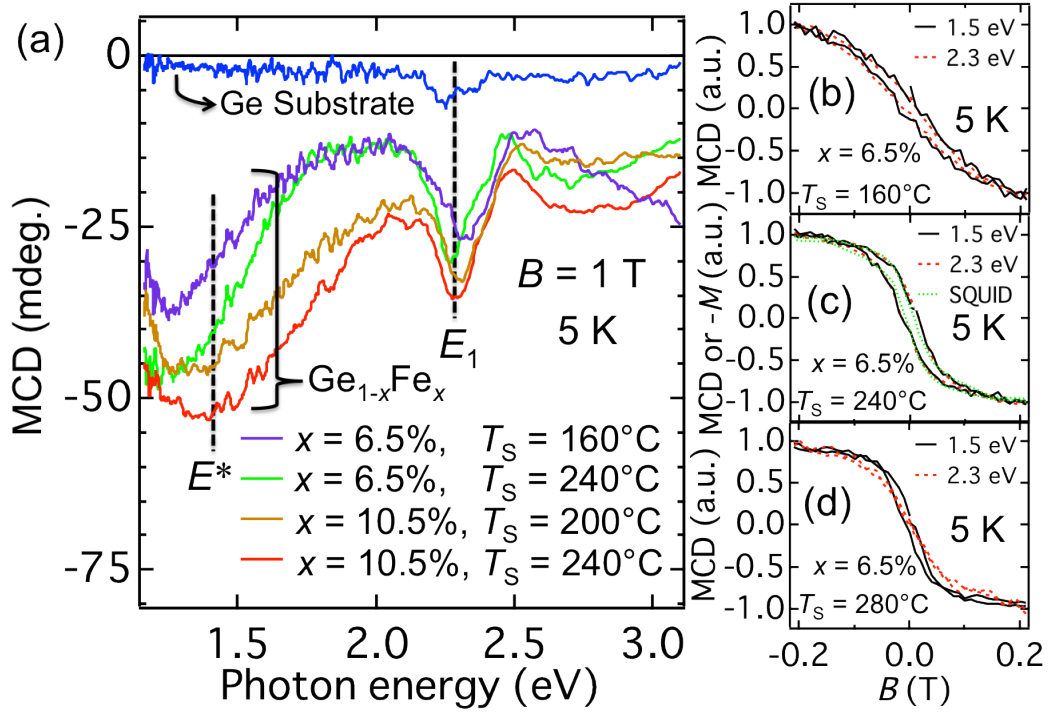 (a)
0
-25
-50
-75
MCD (mdeg.)
Ge Substrate
B = 1 T
5 K
E1
E*
Ge1-xFex
x = 6.5%, TS = 160°C
x = 6.5%, TS = 240°C
x = 10.5%, TS = 200°C
x = 10.5%, TS = 240°C
1.5 2.0 2.5 3.0
Photon energy (eV)
MCD (a.u.)
1.0
0.5
0.0
-0.5
-1.0
1.5 eV
2.3 eV
(b)
5 K
x = 6.5%
TS = 160°C
MCD or -M (a.u.)
1.0
0.5
0.0
-0.5
-1.0
1.5 eV
2.3 eV
SQUID
(c)
5 K
x = 6.5%
TS = 240°C
MCD (a.u.)
1.0
0.5
0.0
-0.5
-1.0
1.5 eV
2.3 eV
(d)
5 K
x = 6.5%
TS = 280°C
-0.2 0.0 0.2
B (T)